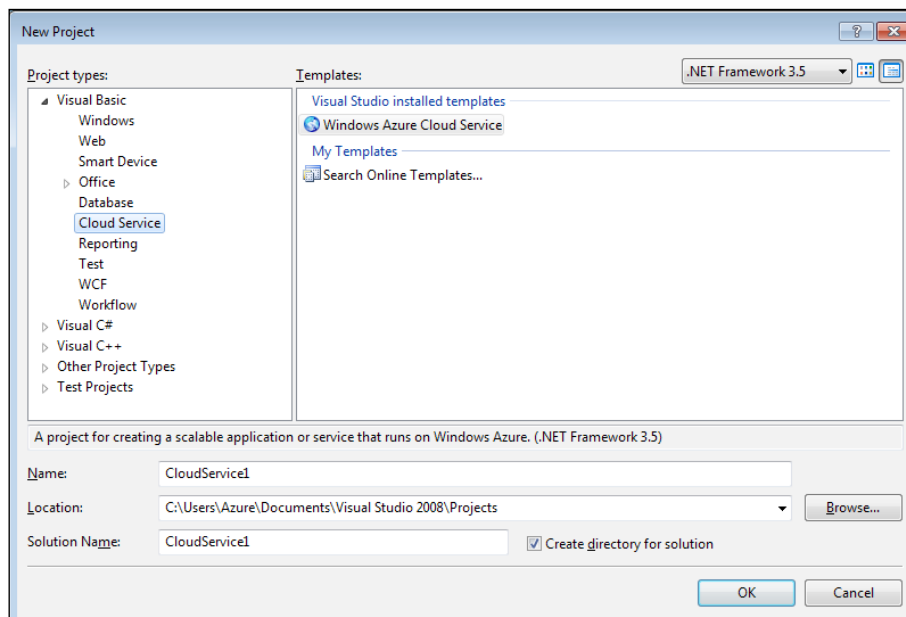 New Project
Project types:
Templates:
.NET Framework 3.5
Visual Basic
Windows
Web
Smart Device
Office
Database
Cloud Service
Reporting
Test
WCF
Workflow
Visual C#
Visual C++
Other Project Types
Test Projects
Visual Studio installed templates
Windows Azure Cloud Service
My Templates
Search Online Templates...
A project for creating a scalable application or service that runs on Windows Azure. (.NET Framework 3.5)
Name:
CloudService1
Location:
C:\Users\Azure\Documents\Visual Studio 2008\Projects
Browse...
Solution Name:
CloudService1
Create directory for solution
OK
Cancel